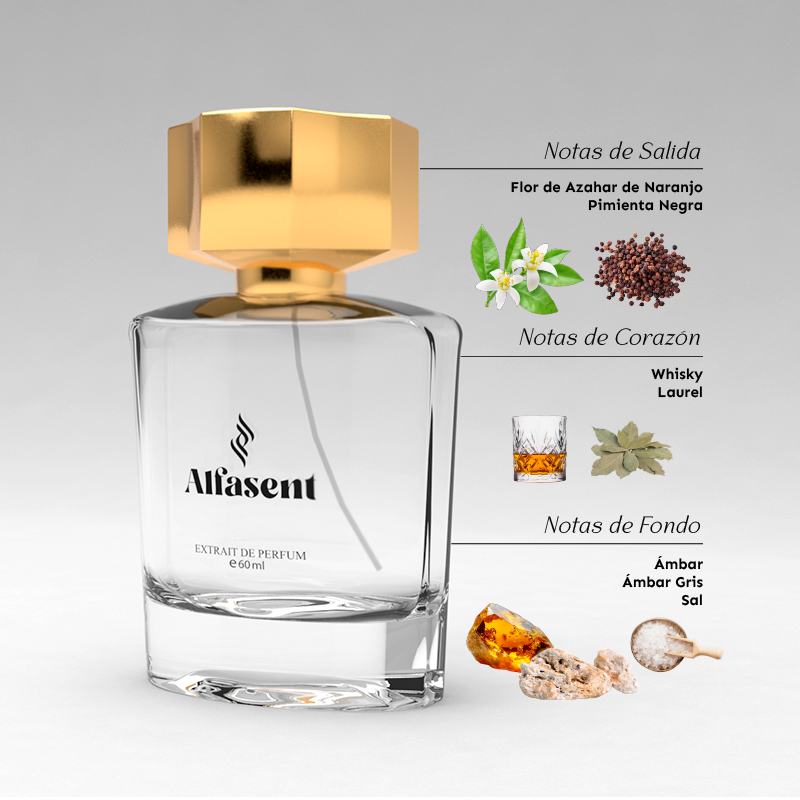 Notas de Salida
Flor de Azahar de Naranjo
Pimienta Negra
Notas de Corazón
Whisky
Laurel
Alfasent
EXTRAIT DE PERFUM
e 60 ml
Notas de Fondo
Ámbar
Ámbar Gris
Sal